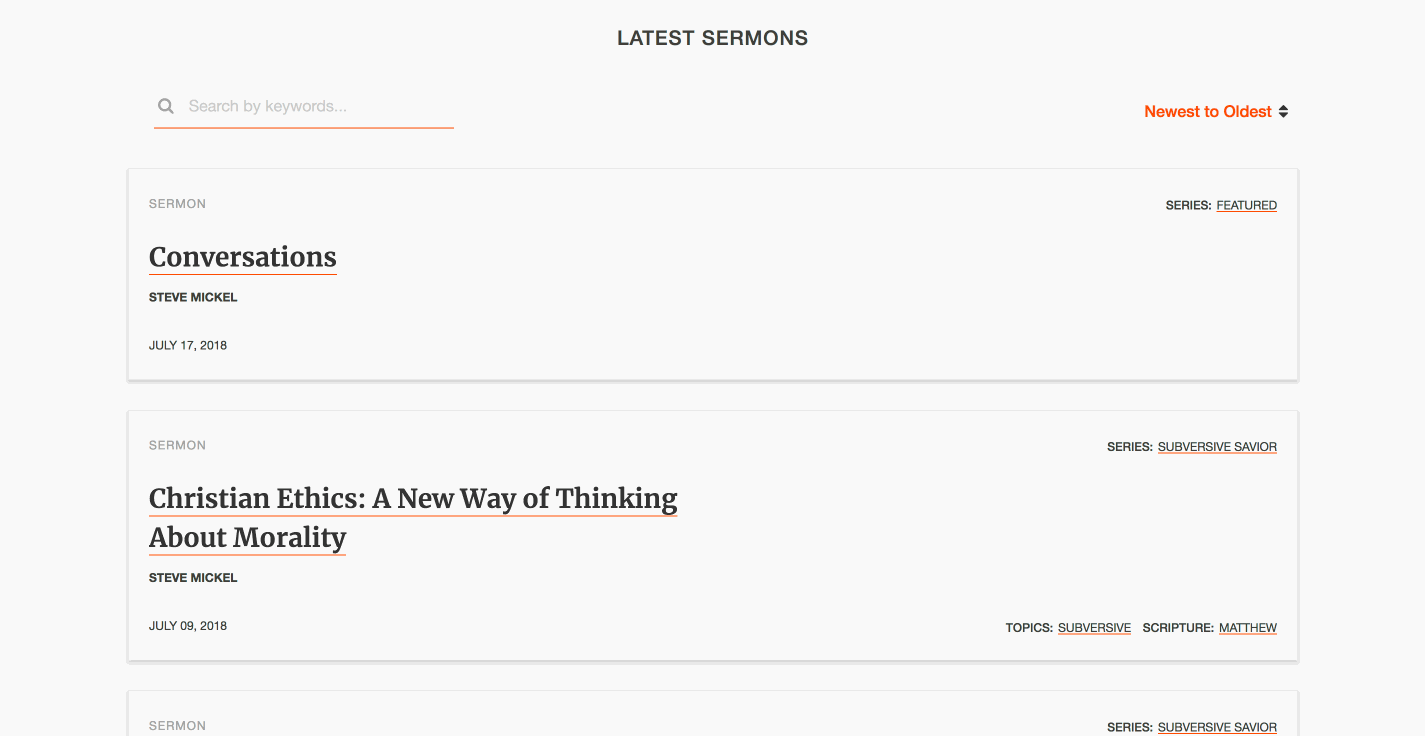 LATEST SERMONS
Search by keywords...
Newest to Oldest
SERMON
SERIES: FEATURED
Conversations
STEVE MICKEL
JULY 17, 2018
SERMON
SERIES: SUBVERSIVE SAVIOR
Christian Ethics: A New Way of Thinking
About Morality
STEVE MICKEL
JULY 09, 2018
TOPICS: SUBVERSIVE SCRIPTURE: MATTHEW
SERMON
SERIES: SUBVERSIVE SAVIOR